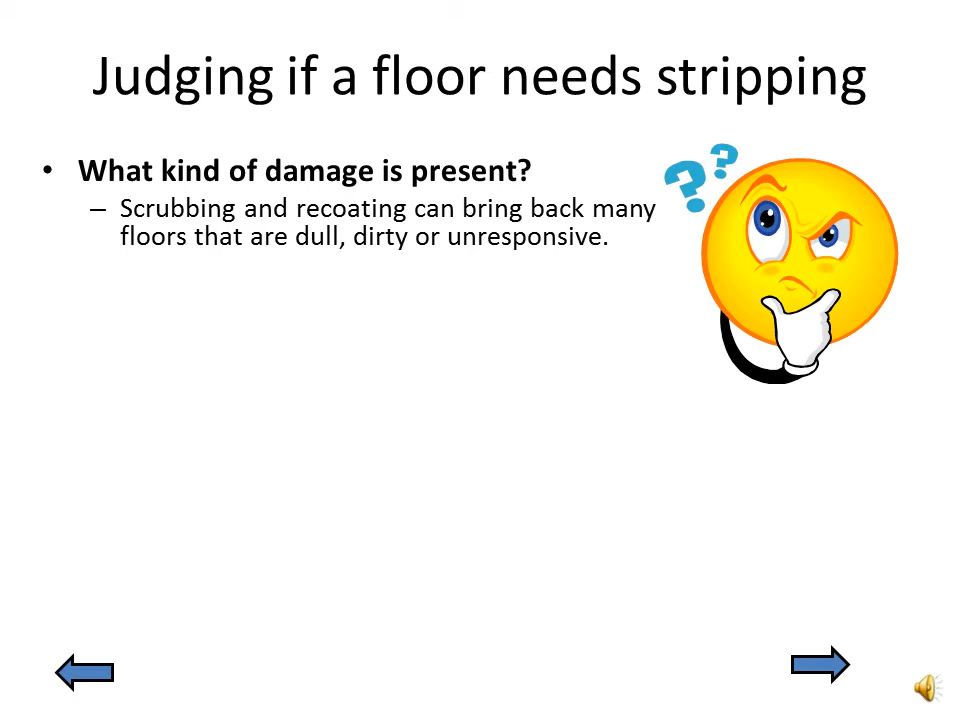 Judging if a floor needs stripping
• What kind of damage is present?
– Scrubbing and recoating can bring back many
floors that are dull, dirty or unresponsive.
? ?